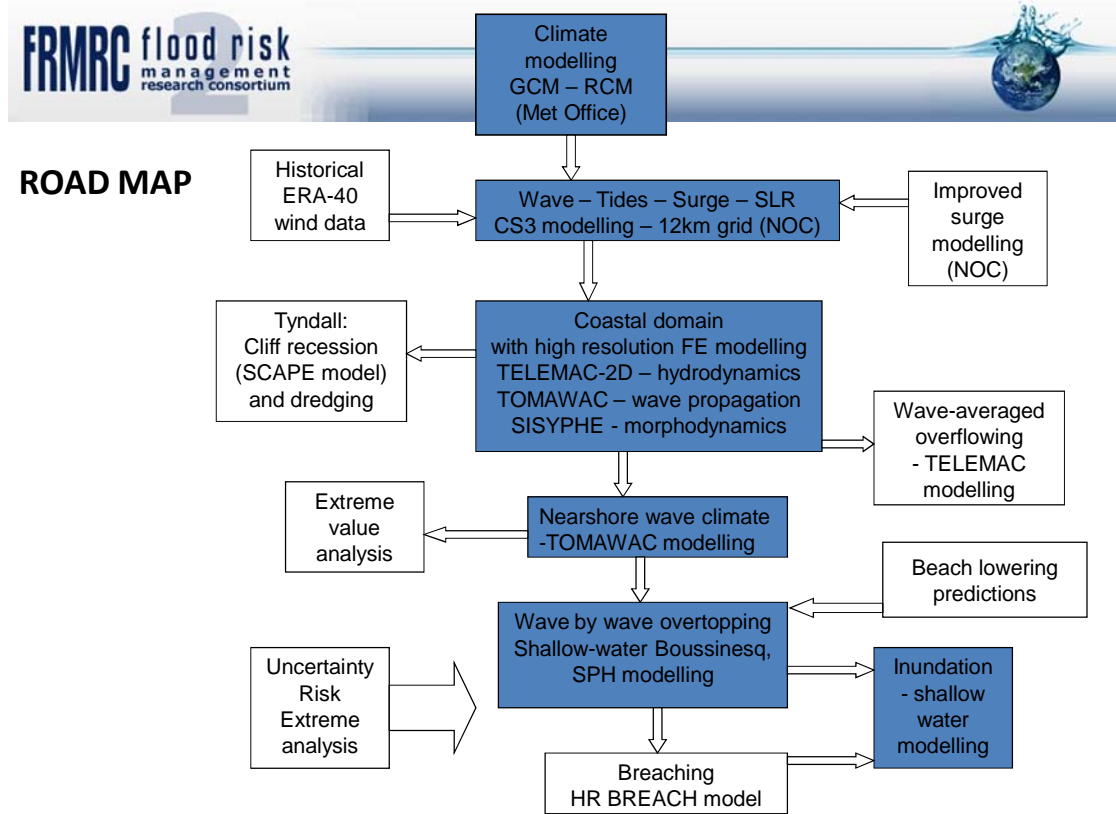 FRMRC
2
flood risk
management
research consortium
Climate
modelling
GCM – RCM
(Met Office)
ROAD MAP
Historical
ERA-40
wind data
Wave – Tides – Surge – SLR
CS3 modelling – 12km grid (NOC)
Improved
surge
modelling
(NOC)
Tyndall:
Cliff recession
(SCAPE model)
and dredging
Coastal domain
with high resolution FE modelling
TELEMAC-2D – hydrodynamics
TOMAWAC – wave propagation
SISYPHE - morphodynamics
Wave-averaged
overflowing
- TELEMAC
modelling
Extreme
value
analysis
Nearshore wave climate
-TOMAWAC modelling
Beach lowering
predictions
Wave by wave overtopping
Shallow-water Boussinesq,
SPH modelling
Uncertainty
Risk
Extreme
analysis
Inundation
- shallow
water
modelling
Breaching
HR BREACH model